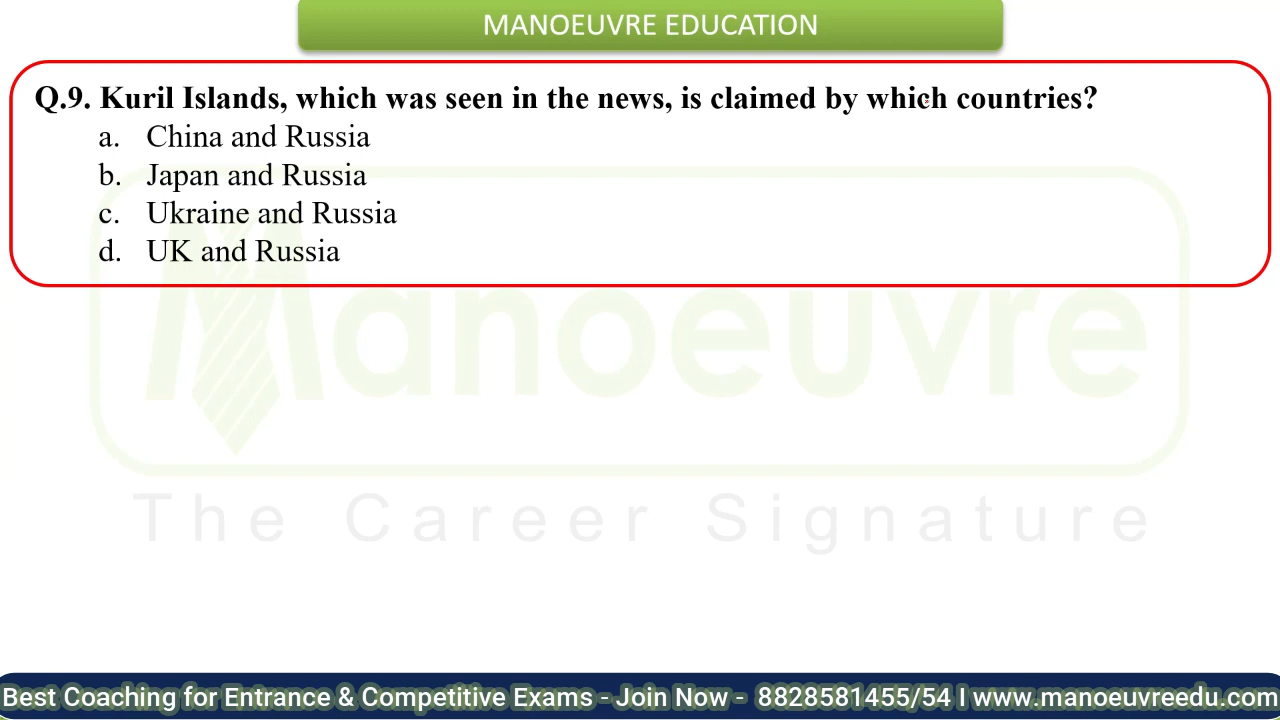 MANOEUVRE EDUCATION
Q.9. Kuril Islands, which was seen in the news, is claimed by which countries?
a. China and Russia
b. Japan and Russia
c. Ukraine and Russia
d. UK and Russia
Manoeuvre
The Career Signature
Best Coaching for Entrance & Competitive Exams - Join Now - 8828581455/54 I www.manoeuvreedu.com